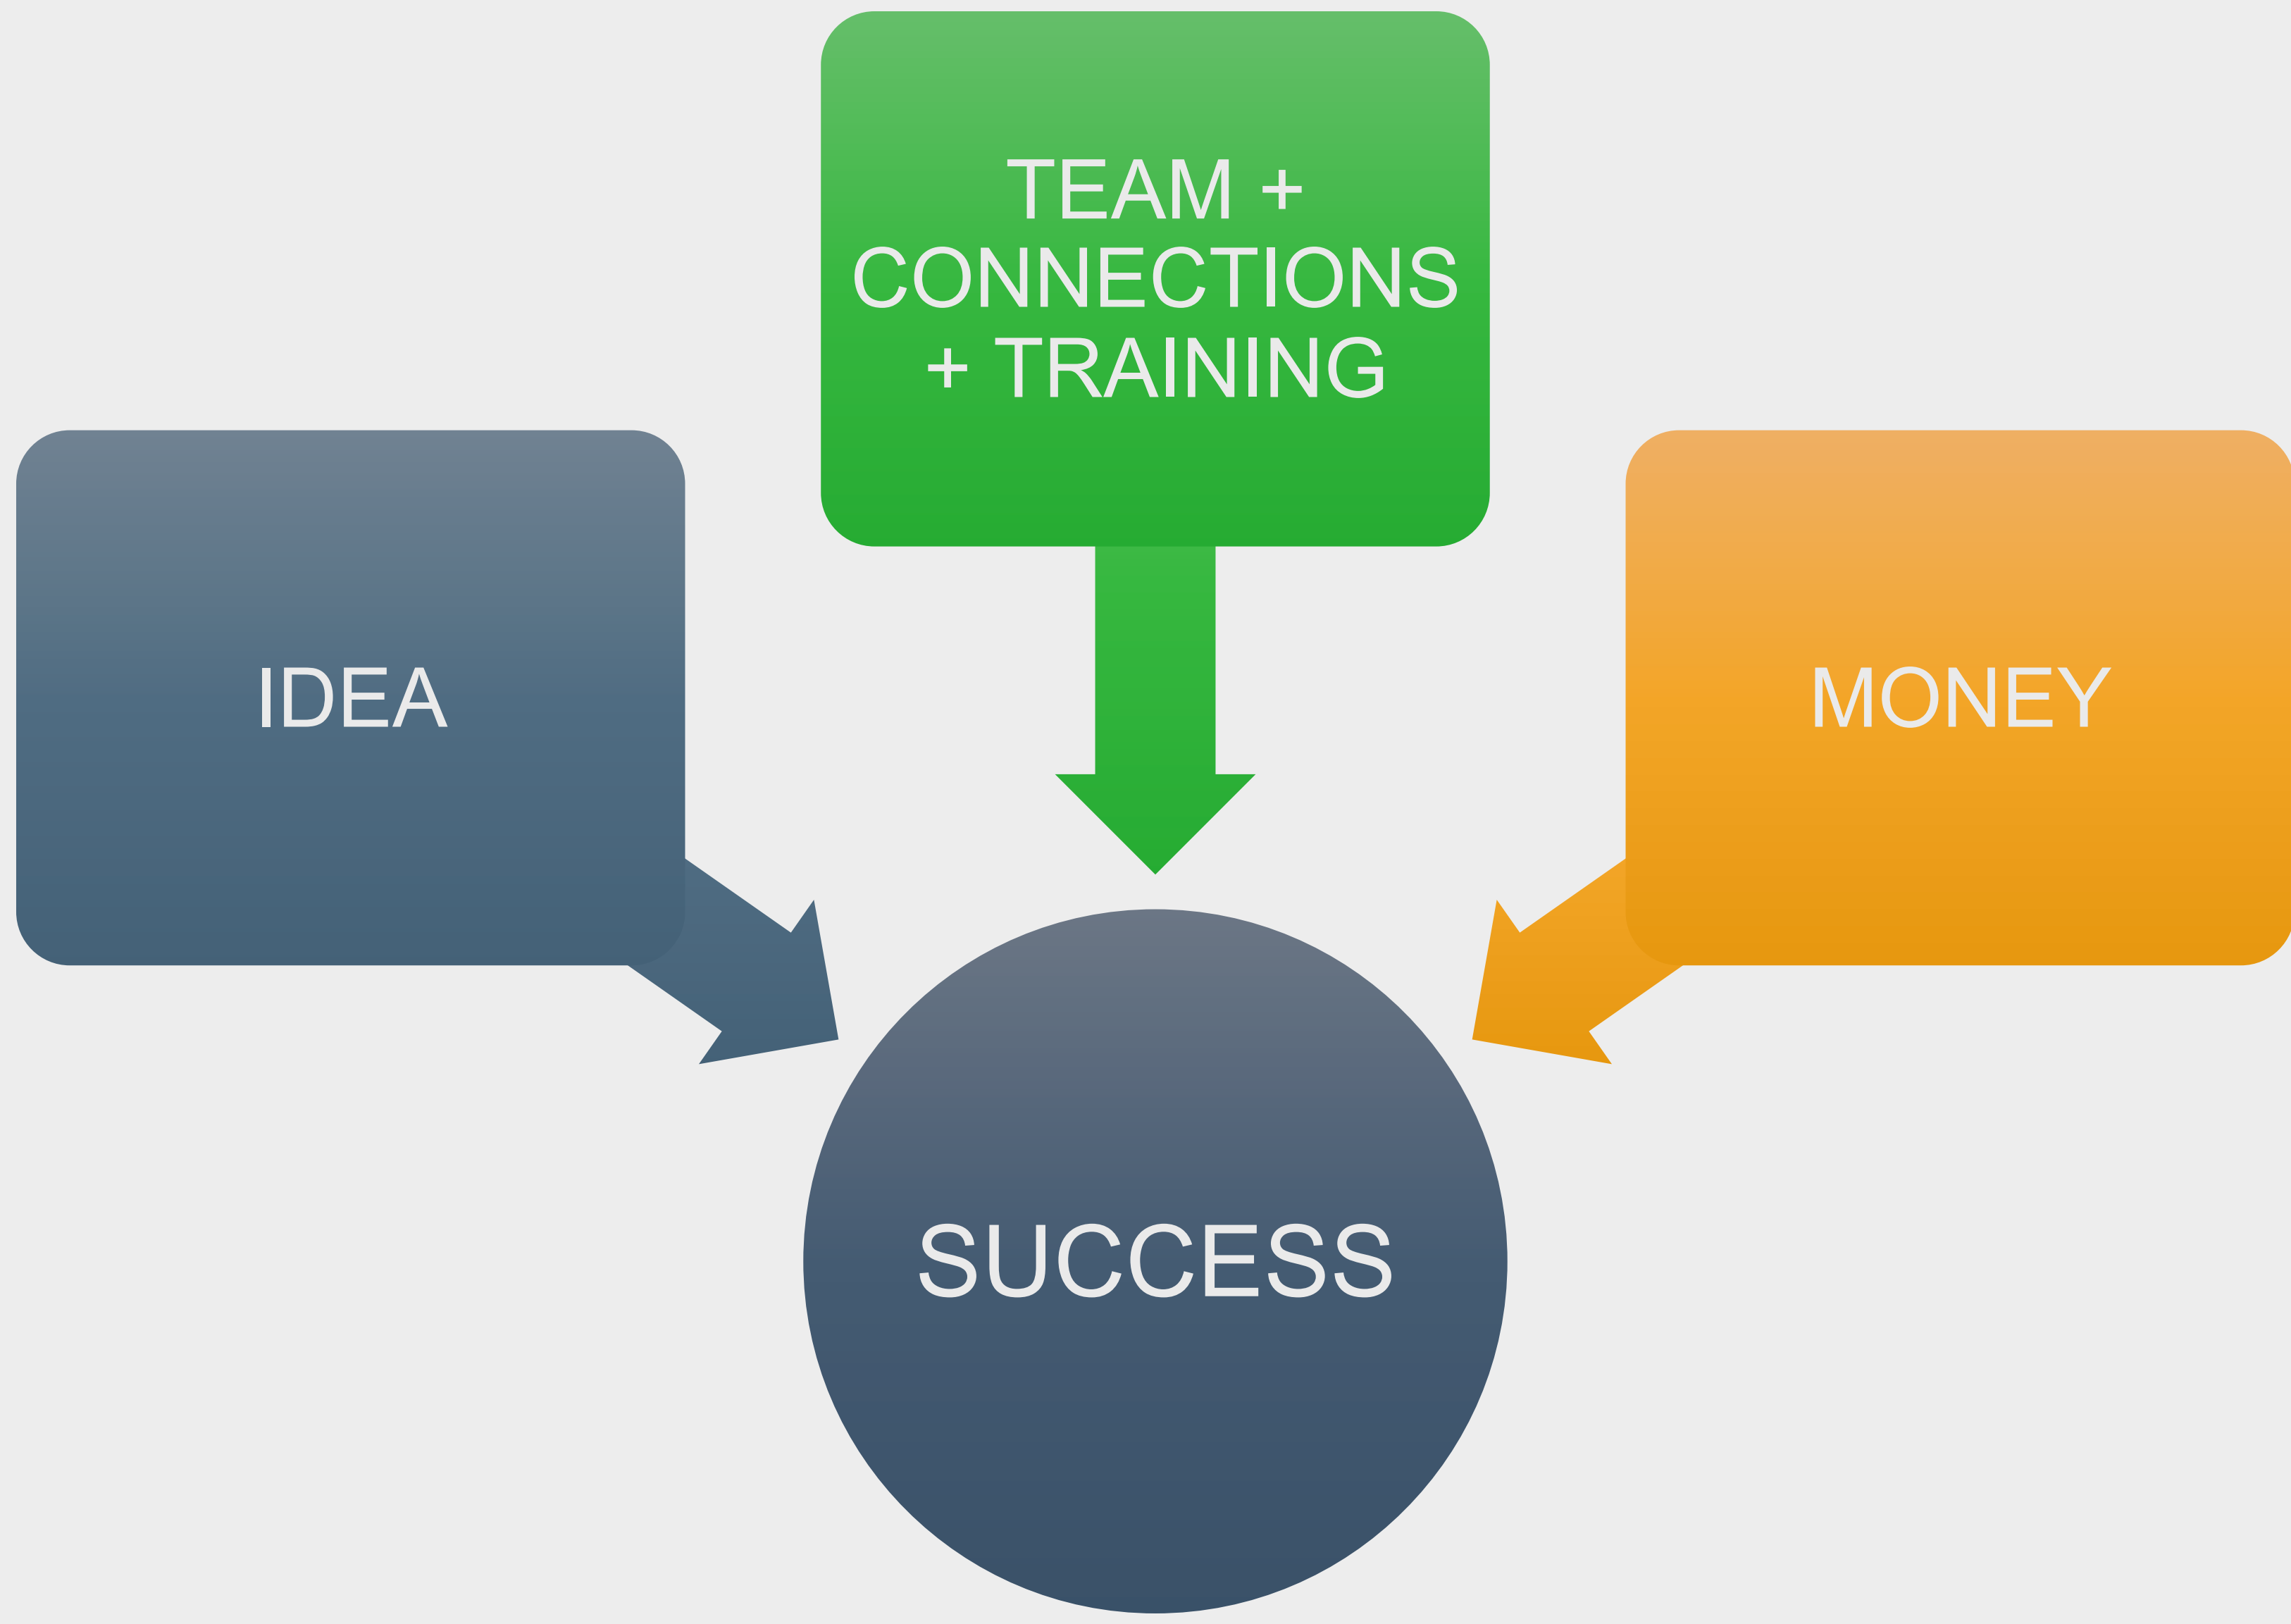 TEAM +
CONNECTIONS
+ TRAINING
IDEA
MONEY
SUCCESS